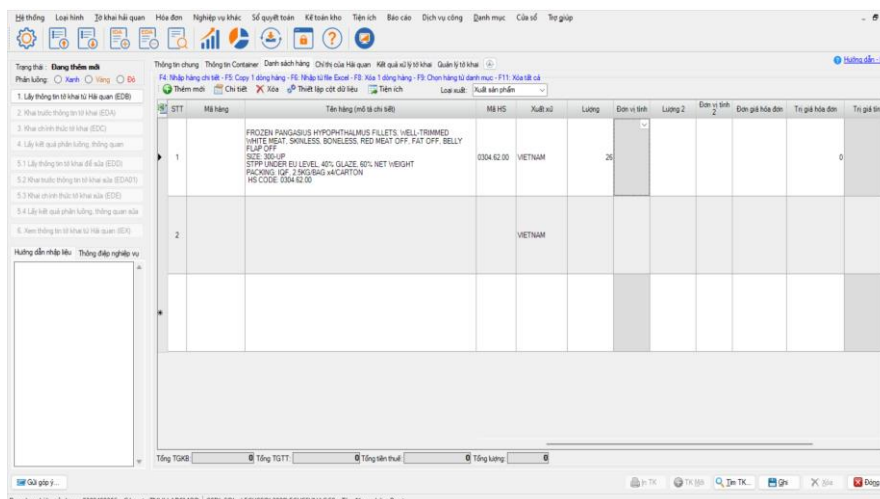 Hệ thống Loại hình Tờ khai hải quan Hóa đơn Nghiệp vụ khác Sổ quyết toán Kế toán kho Tiện ích Báo cáo Dịch vụ công Danh mục Cửa sổ Trợ giúp
Trạng thái : Đang thêm mới
Phân luồng: Xanh Vàng Đỏ
1. Lấy thông tin tờ khai từ Hải quan (EDB)
2. Khai trước thông tin tờ khai (EDA)
3. Khai chính thức tờ khai (EDC)
4. Lấy kết quả phân luồng, thông quan
5.1 Lấy thông tin tờ khai để sửa (EDD)
5.2 Khai trước thông tin tờ khai sửa (EDA01)
5.3 Khai chính thức tờ khai sửa (EDE)
5.4 Lấy kết quả phân luồng, thông quan sửa
6. Xem thông tin tờ khai từ Hải quan (IEX)
Hướng dẫn nhập liệu Thông điệp nghiệp vụ
Thông tin chung Thông tin Container Danh sách hàng Chỉ thị của Hải quan Kết quả xử lý tờ khai Quản lý tờ khai
Hướng dẫn
F4: Nhập hàng chi tiết - F5: Copy 1 dòng hàng - F6: Nhập từ file Excel - F8: Xóa 1 dòng hàng - F9: Chọn hàng từ danh mục - F11: Xóa tất cả
Thêm mới Chi tiết Xóa Thiết lập cột dữ liệu Tiện ích Loại xuất: Xuất sản phẩm
STT Mã hàng Tên hàng (mô tả chi tiết) Mã HS Xuất xứ Lượng Đơn vị tính Lượng 2 Đơn vị tính 2 Đơn giá hóa đơn Trị giá hóa đơn Trị giá tín
FROZEN PANGASIUS HYPOPHTHALMUS FILLETS, WELL-TRIMMED
WHITE MEAT, SKINLESS, BONELESS, RED MEAT OFF, FAT OFF, BELLY
FLAP OFF
1 SIZE: 300-UP 0304.62.00 VIETNAM 26 0
STPP UNDER EU LEVEL, 40% GLAZE, 60% NET WEIGHT
PACKING: IQF, 2.5KG/BAG x4/CARTON
HS CODE: 0304.62.00
2 VIETNAM
Tổng TGKB: 0 Tổng TGTT: 0 Tổng tiền thuế: 0 Tổng lượng: 0
Gửi góp ý... In TK TK Mới Tìm TK... Ghi Xóa Đóng